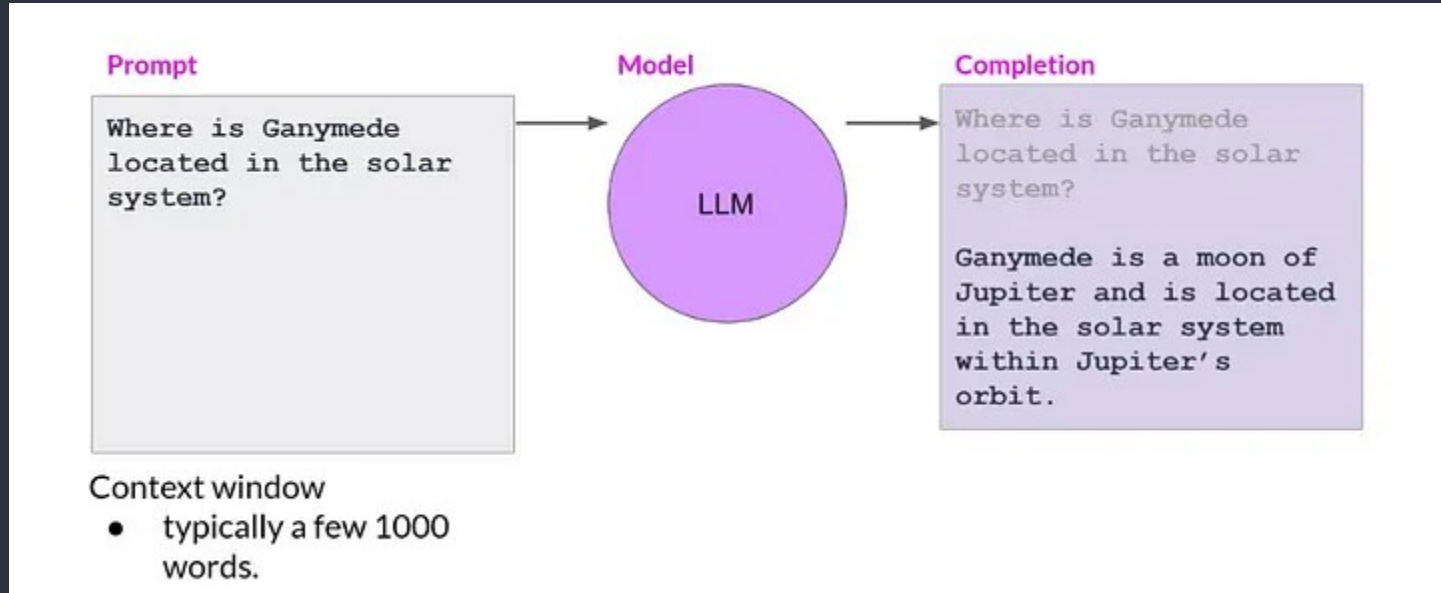 Prompt
Where is Ganymede
located in the solar
system?
Context window
● typically a few 1000
words.
Model
LLM
Completion
Where is Ganymede
located in the solar
system?
Ganymede is a moon of
Jupiter and is located
in the solar system
within Jupiter's
orbit.